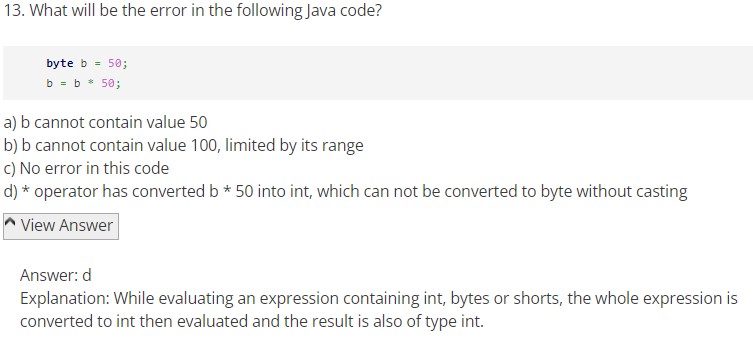 13. What will be the error in the following Java code?
byte b = 50;
b = b * 50;
a) b cannot contain value 50
b) b cannot contain value 100, limited by its range
c) No error in this code
d) * operator has converted b * 50 into int, which can not be converted to byte without casting
View Answer
Answer: d
Explanation: While evaluating an expression containing int, bytes or shorts, the whole expression is
converted to int then evaluated and the result is also of type int.